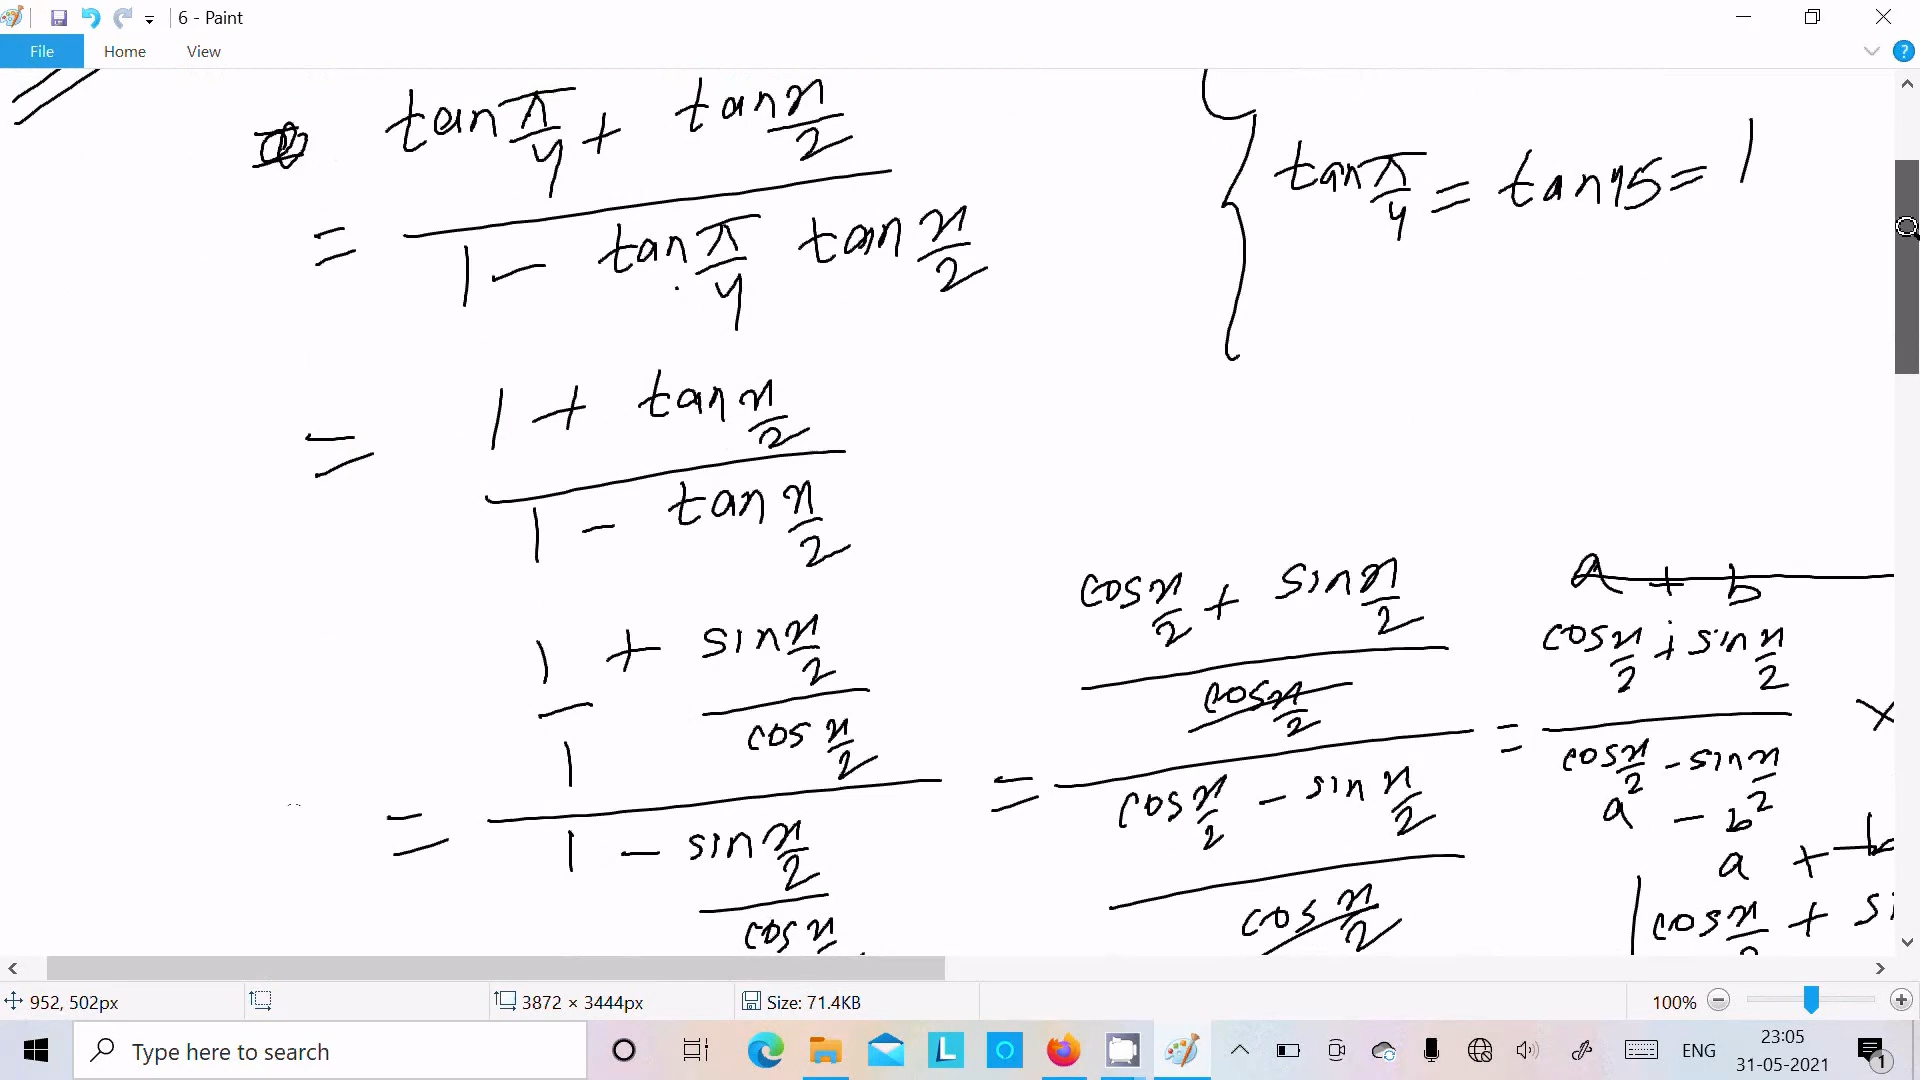 6 - Paint
File Home View
tan π/4 + tan x/2
= ―――――
1 - tan π/4 tan x/2
tan π/4 = tan 45 = 1
= (1 + tan x/2) / (1 - tan x/2)
= (1/1 + sin x/2 / cos x/2) / (1 - sin x/2 / cos x/2)
= (cos x/2 + sin x/2 / cos x/2) / (cos x/2 - sin x/2 / cos x/2)
a + b
= (cos x/2 + sin x/2) / (cos x/2 - sin x/2) ×
a² - b²
a + b
cos x/2 + si
952, 502px
3872 × 3444px
Size: 71.4KB
100%
Type here to search
ENG
23:05
31-05-2021
1